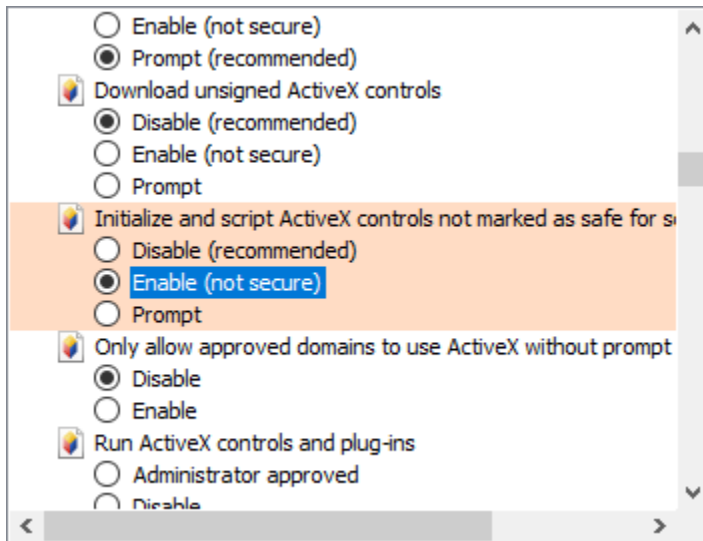 Enable (not secure)
Prompt (recommended)
Download unsigned ActiveX controls
Disable (recommended)
Enable (not secure)
Prompt
Initialize and script ActiveX controls not marked as safe for s
Disable (recommended)
Enable (not secure)
Prompt
Only allow approved domains to use ActiveX without prompt
Disable
Enable
Run ActiveX controls and plug-ins
Administrator approved
Disable